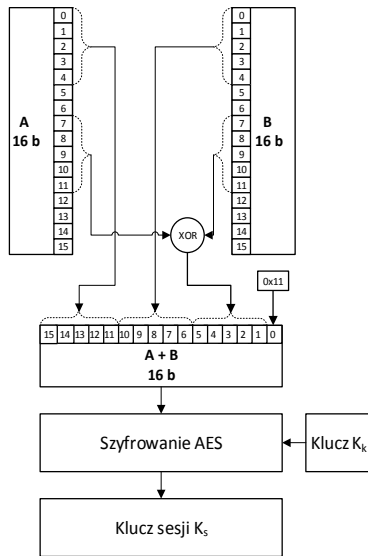 0
1
2
3
4
5
6
7
8
9
10
11
12
13
14
15
A
16 b
0
1
2
3
4
5
6
7
8
9
10
11
12
13
14
15
B
16 b
XOR
0x11
15 14 13 12 11 10 9 8 7 6 5 4 3 2 1 0
A + B
16 b
Szyfrowanie AES
Klucz Kₖ
Klucz sesji Kₛ